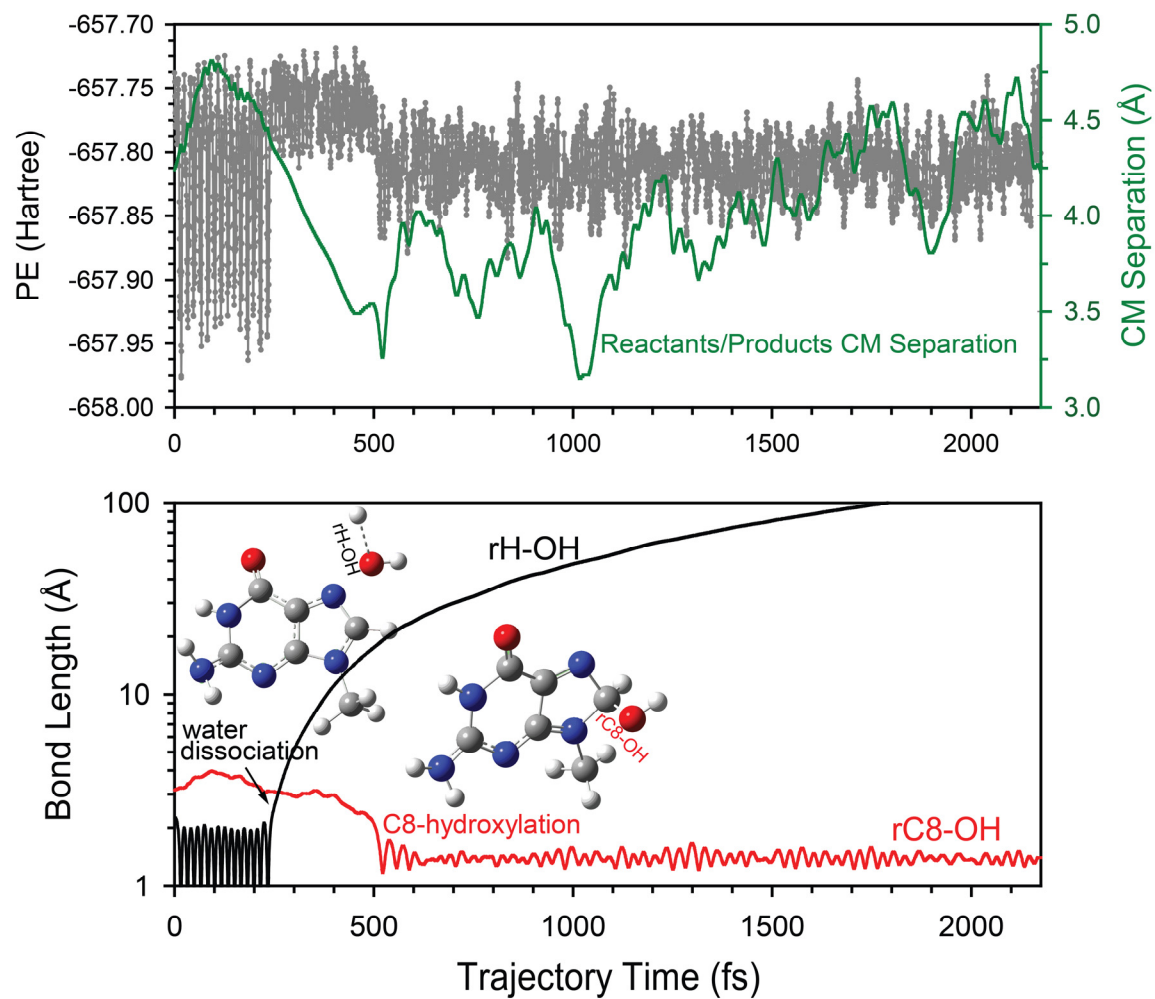 -657.70
-657.75
-657.80
-657.85
-657.90
-657.95
-658.00
PE (Hartree)
5.0
4.5
4.0
3.5
3.0
CM Separation (Å)
Reactants/Products CM Separation
0
500
1000
1500
2000
100
10
1
Bond Length (Å)
rH-OH
rH-OH
water
dissociation
rC8-OH
C8-hydroxylation
rC8-OH
0
500
1000
1500
2000
Trajectory Time (fs)